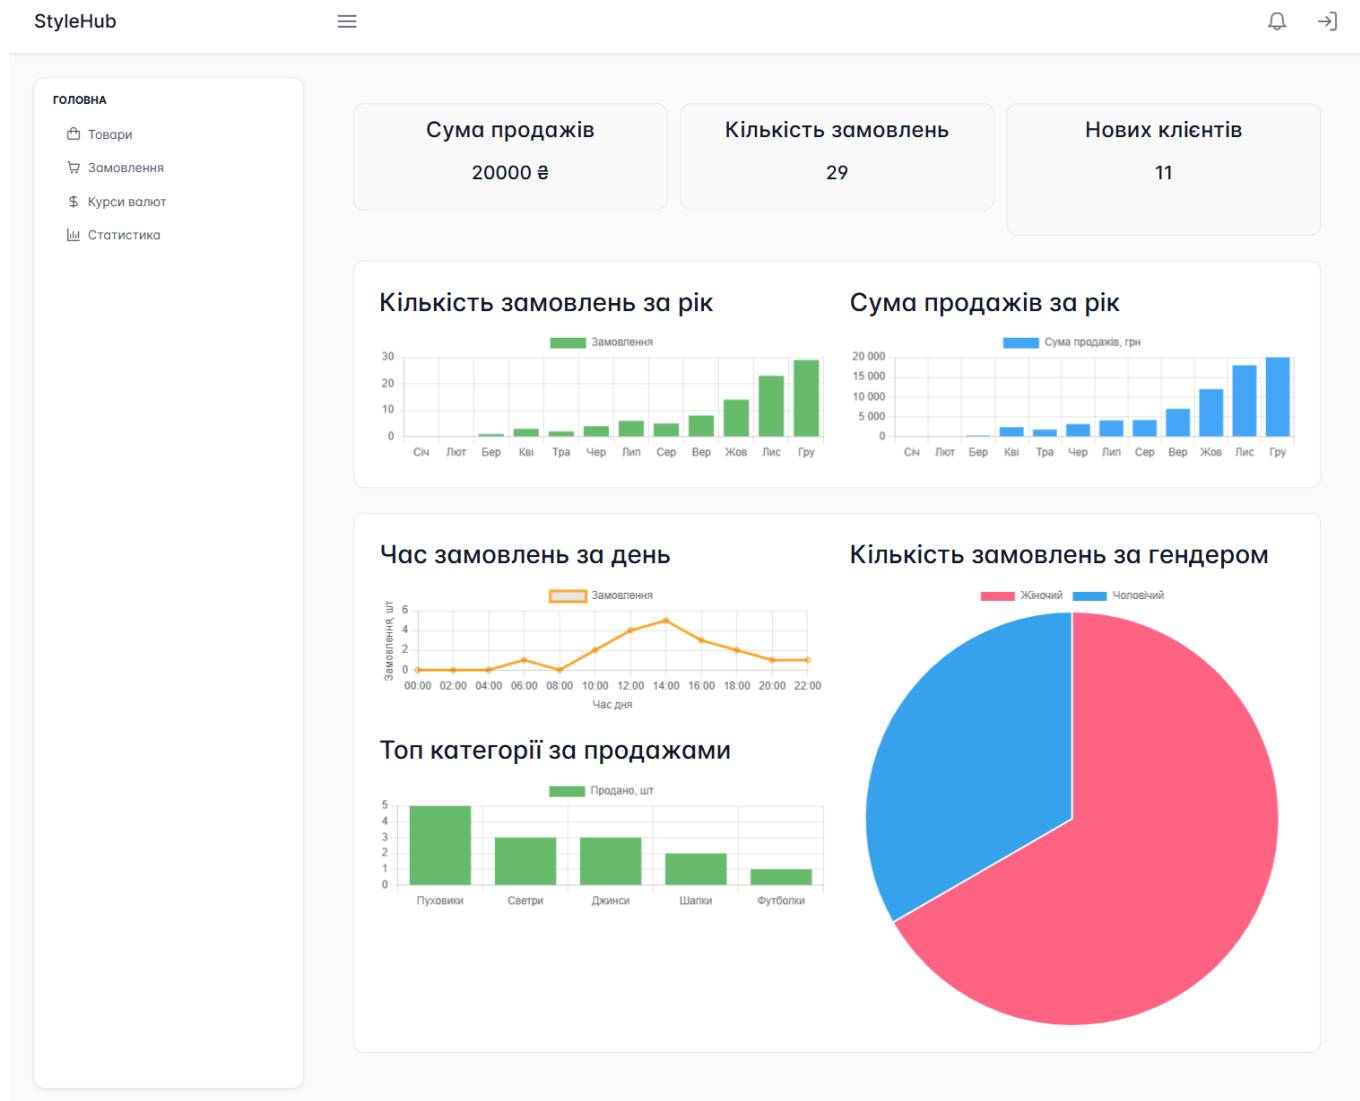 StyleHub
ГОЛОВНА
Товари
Замовлення
Курси валют
Статистика
Сума продажів
20000 ₴
Кількість замовлень
29
Нових клієнтів
11
Кількість замовлень за рік
Замовлення
30
20
10
0
Січ Лют Бер Кві Тра Чер Лип Сер Вер Жов Лис Гру
Сума продажів за рік
Сума продажів, грн
20 000
15 000
10 000
5 000
0
Січ Лют Бер Кві Тра Чер Лип Сер Вер Жов Лис Гру
Час замовлень за день
Замовлення
Замовлення, шт
6
4
2
0
00:00 02:00 04:00 06:00 08:00 10:00 12:00 14:00 16:00 18:00 20:00 22:00
Час дня
Топ категорії за продажами
Продано, шт
5
4
3
2
1
0
Пуховики Светри Джинси Шапки Футболки
Кількість замовлень за гендером
Жіночий Чоловічий